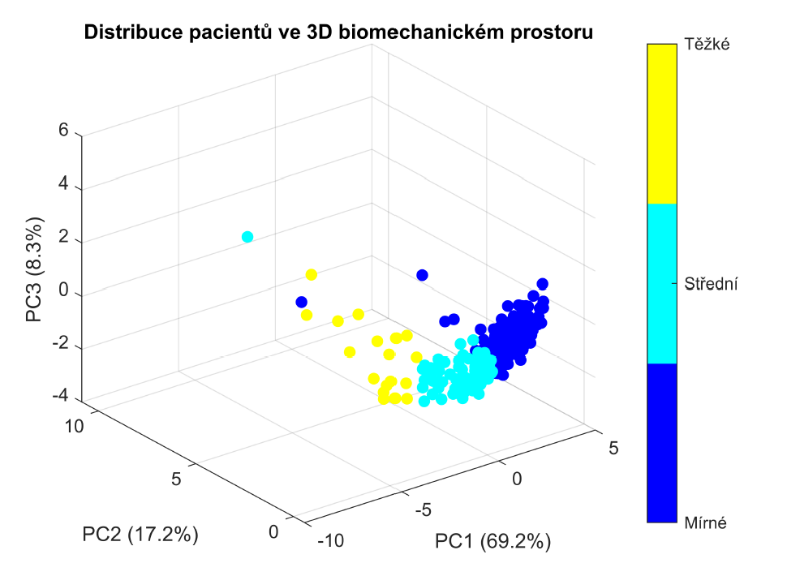 Distribuce pacientů ve 3D biomechanickém prostoru
Těžké
Střední
Mírné
6
4
2
0
-2
-4
PC3 (8.3%)
10
5
0
PC2 (17.2%)
-10
-5
0
5
PC1 (69.2%)